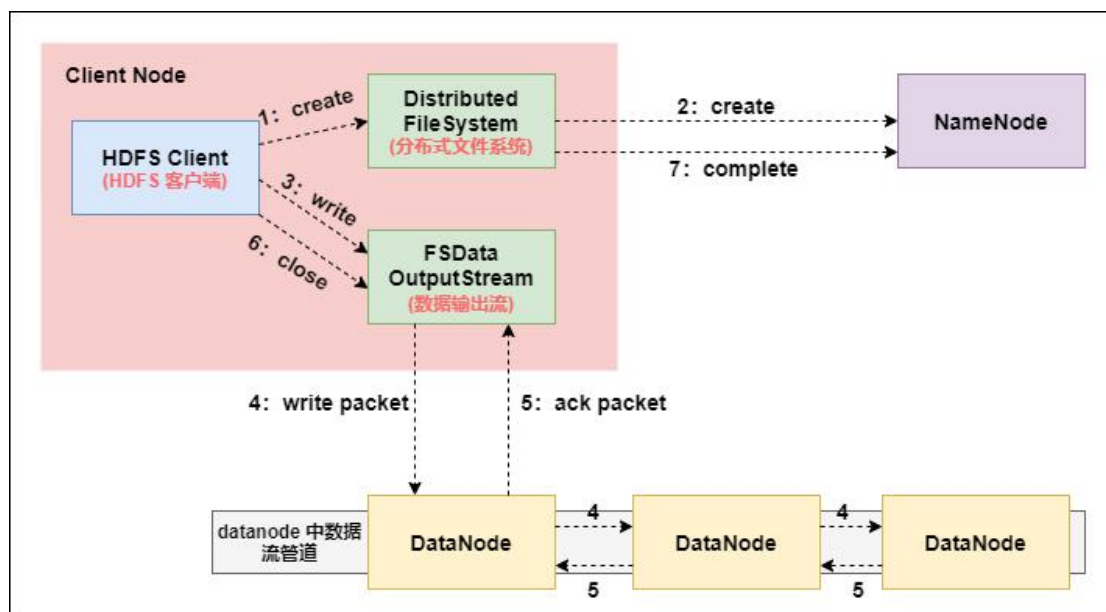 Client Node
HDFS Client
(HDFS 客户端)
1：create
Distributed
FileSystem
(分布式文件系统)
2：create
7：complete
NameNode
3：write
6：close
FSData
OutputStream
(数据输出流)
4：write packet
5：ack packet
datanode 中数据
流管道
DataNode
4
5
DataNode
4
5
DataNode